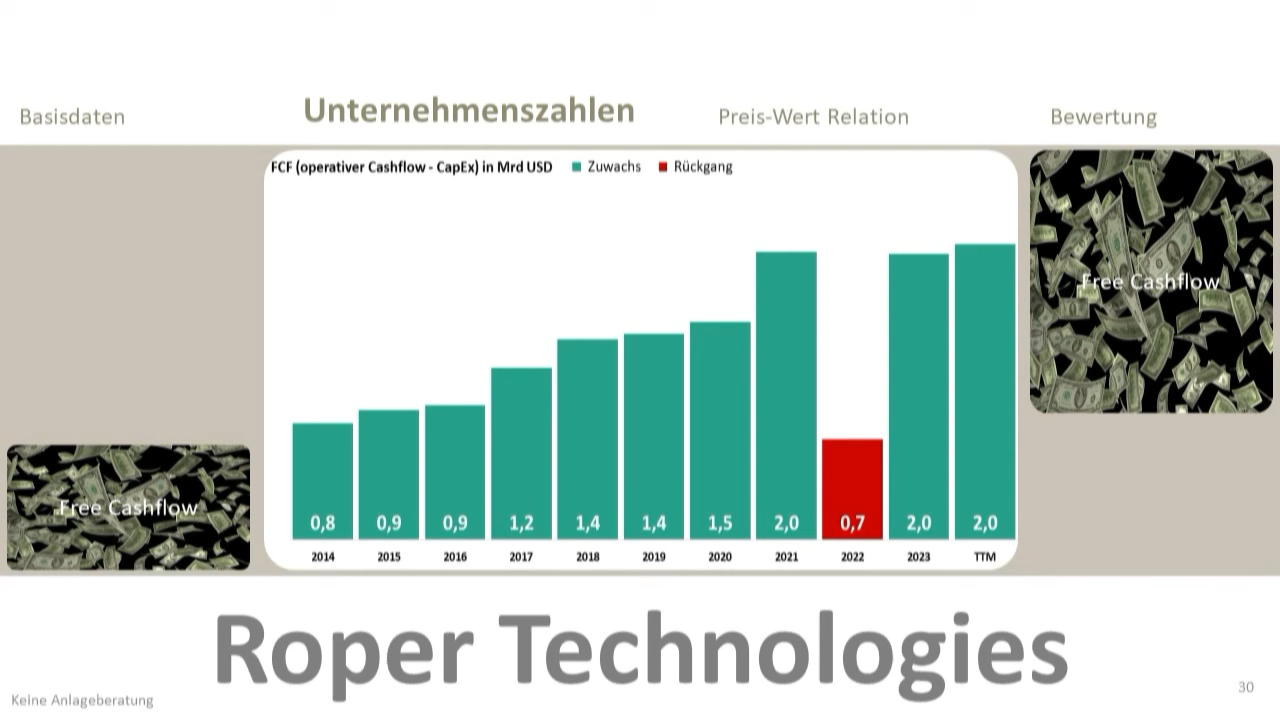 Basisdaten
Unternehmenszahlen
Preis-Wert Relation
Bewertung
FCF (operativer Cashflow - CapEx) in Mrd USD
Zuwachs
Rückgang
Free Cashflow
Free Cashflow
0,8 0,9 0,9 1,2 1,4 1,4 1,5 2,0 0,7 2,0 2,0
2014 2015 2016 2017 2018 2019 2020 2021 2022 2023 TTM
Roper Technologies
Keine Anlageberatung
30